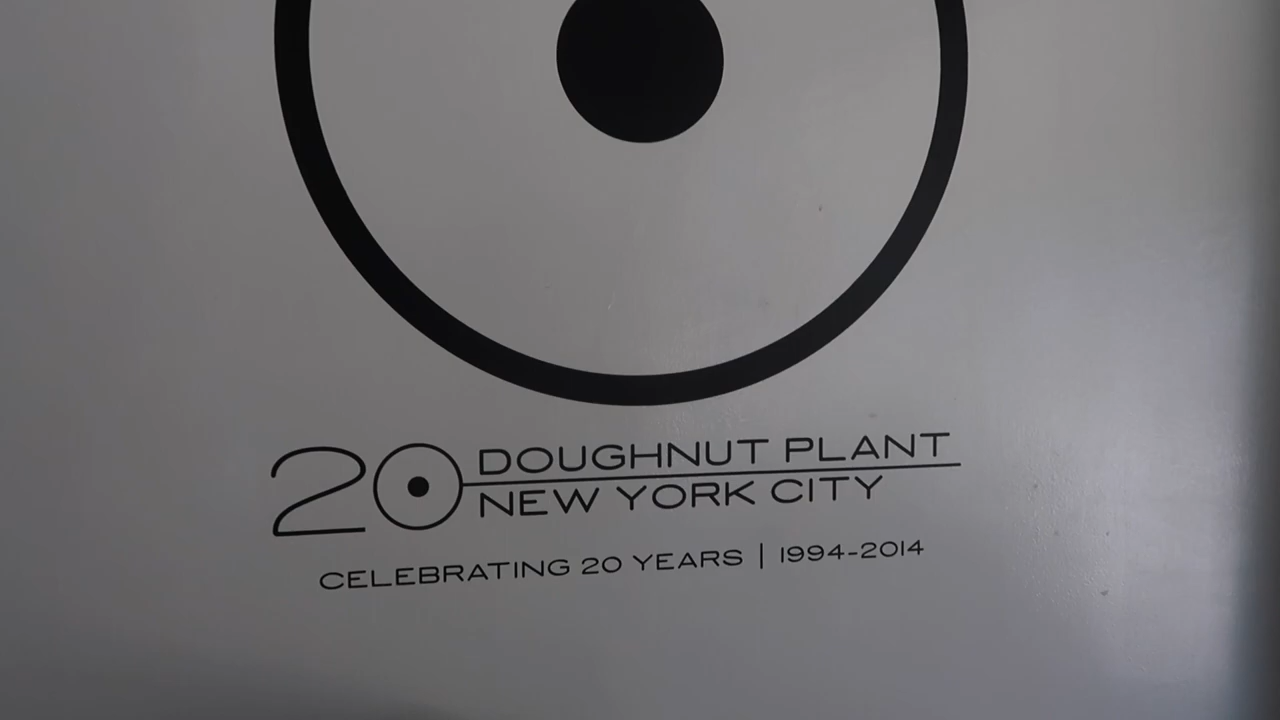 20 DOUGHNUT PLANT
NEW YORK CITY
CELEBRATING 20 YEARS | 1994-2014